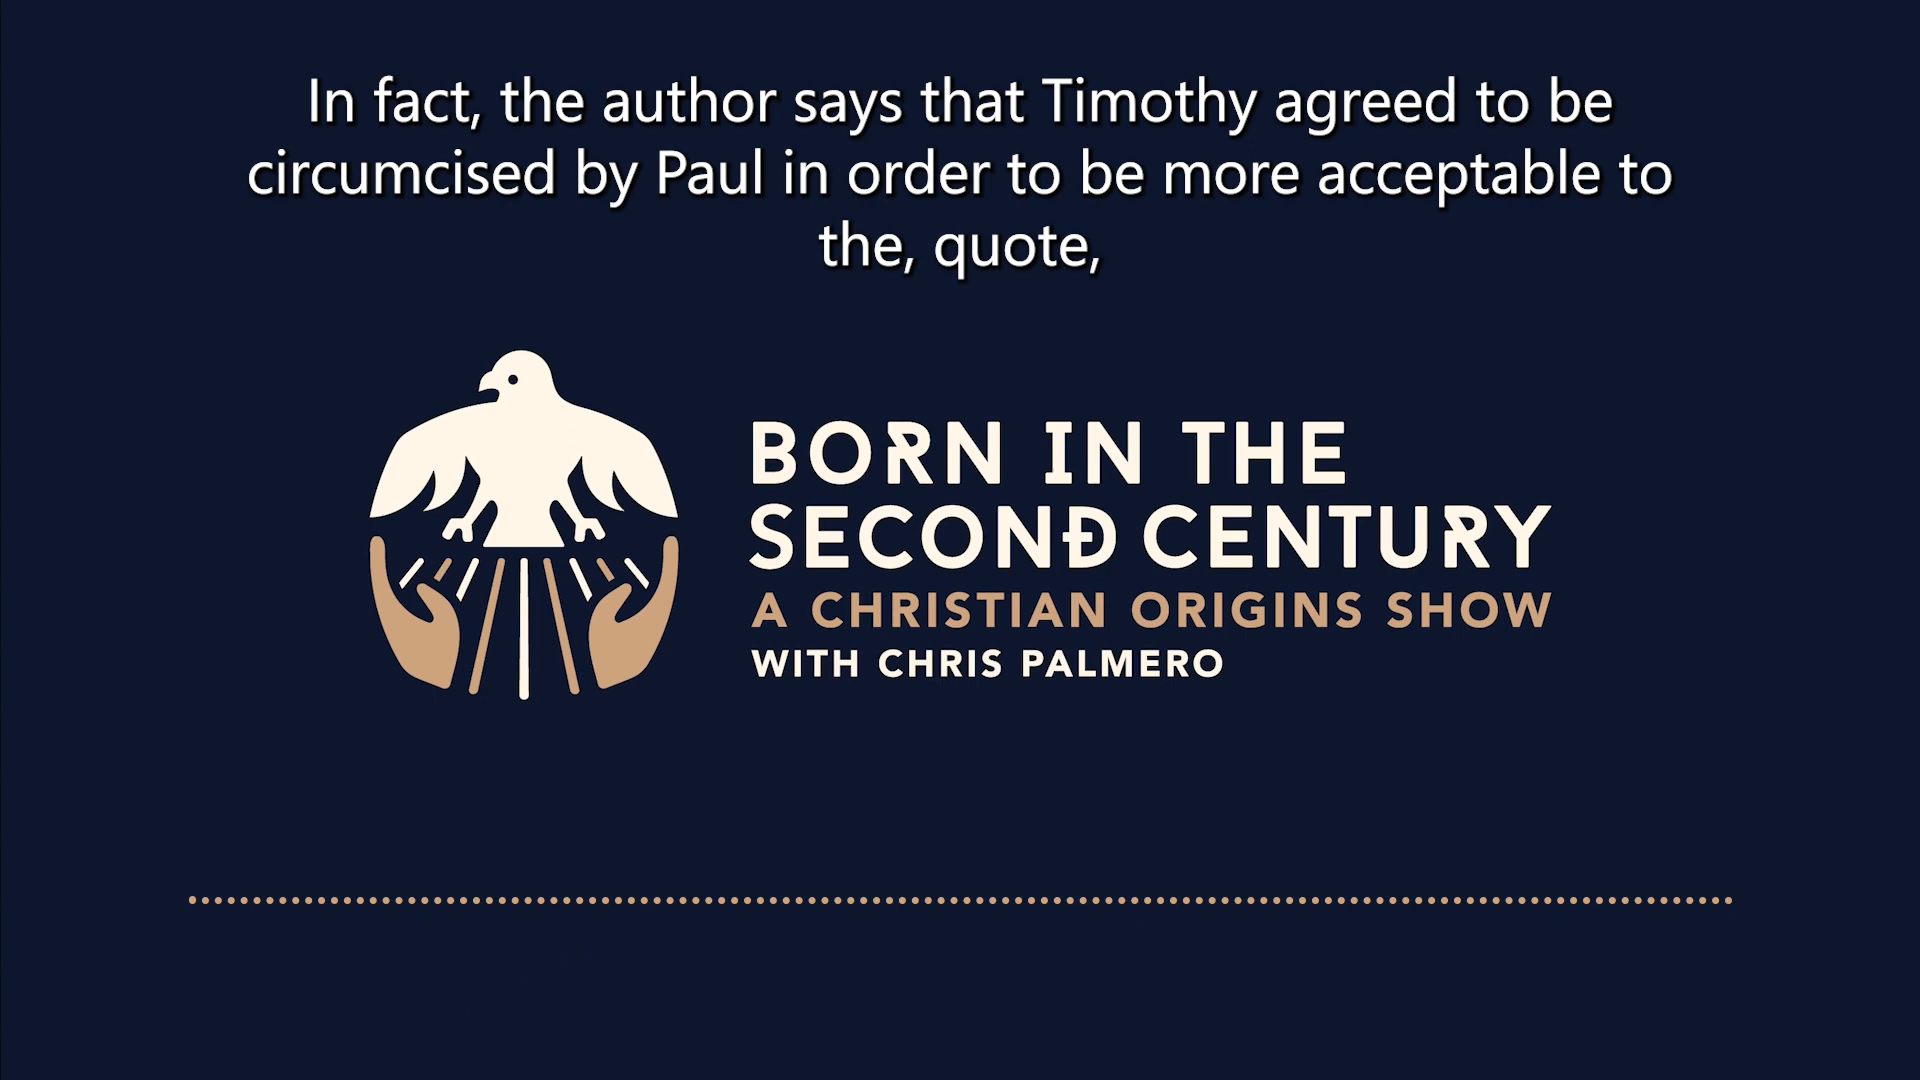 In fact, the author says that Timothy agreed to be
circumcised by Paul in order to be more acceptable to
the, quote,
BORN IN THE
SECOND CENTURY
A CHRISTIAN ORIGINS SHOW
WITH CHRIS PALMERO